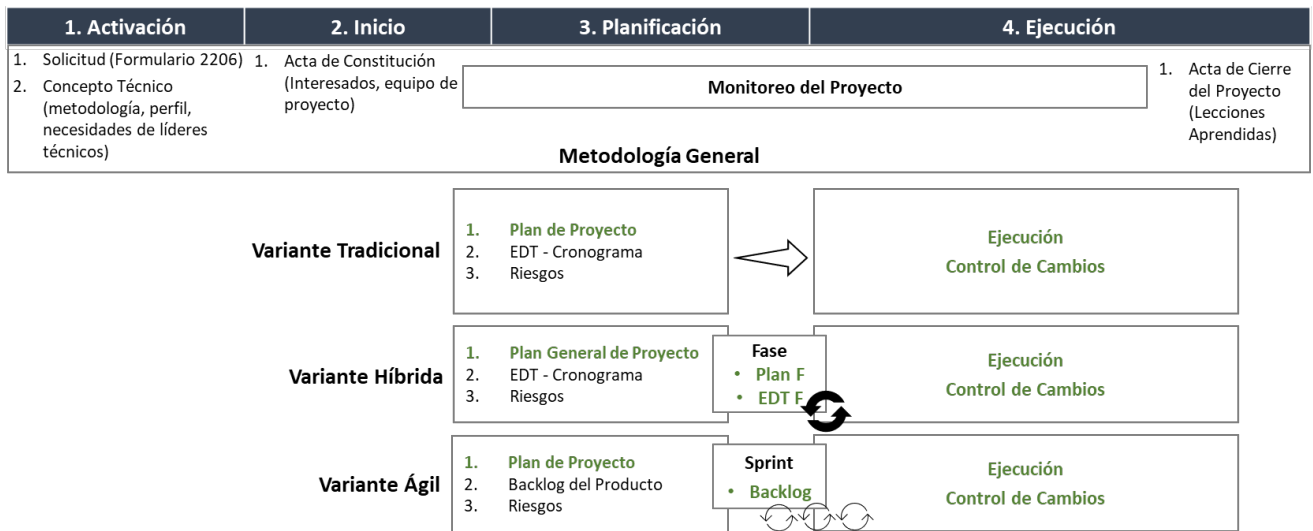 1. Activación
2. Inicio
3. Planificación
4. Ejecución
1. Solicitud (Formulario 2206)
2. Concepto Técnico
(metodología, perfil,
necesidades de líderes
técnicos)
1. Acta de Constitución
(Interesados, equipo de
proyecto)
Monitoreo del Proyecto
1. Acta de Cierre
del Proyecto
(Lecciones
Aprendidas)
Metodología General
Variante Tradicional
1. Plan de Proyecto
2. EDT - Cronograma
3. Riesgos
Ejecución
Control de Cambios
Variante Híbrida
1. Plan General de Proyecto
2. EDT - Cronograma
3. Riesgos
Fase
• Plan F
• EDT F
Ejecución
Control de Cambios
Variante Ágil
1. Plan de Proyecto
2. Backlog del Producto
3. Riesgos
Sprint
• Backlog
Ejecución
Control de Cambios